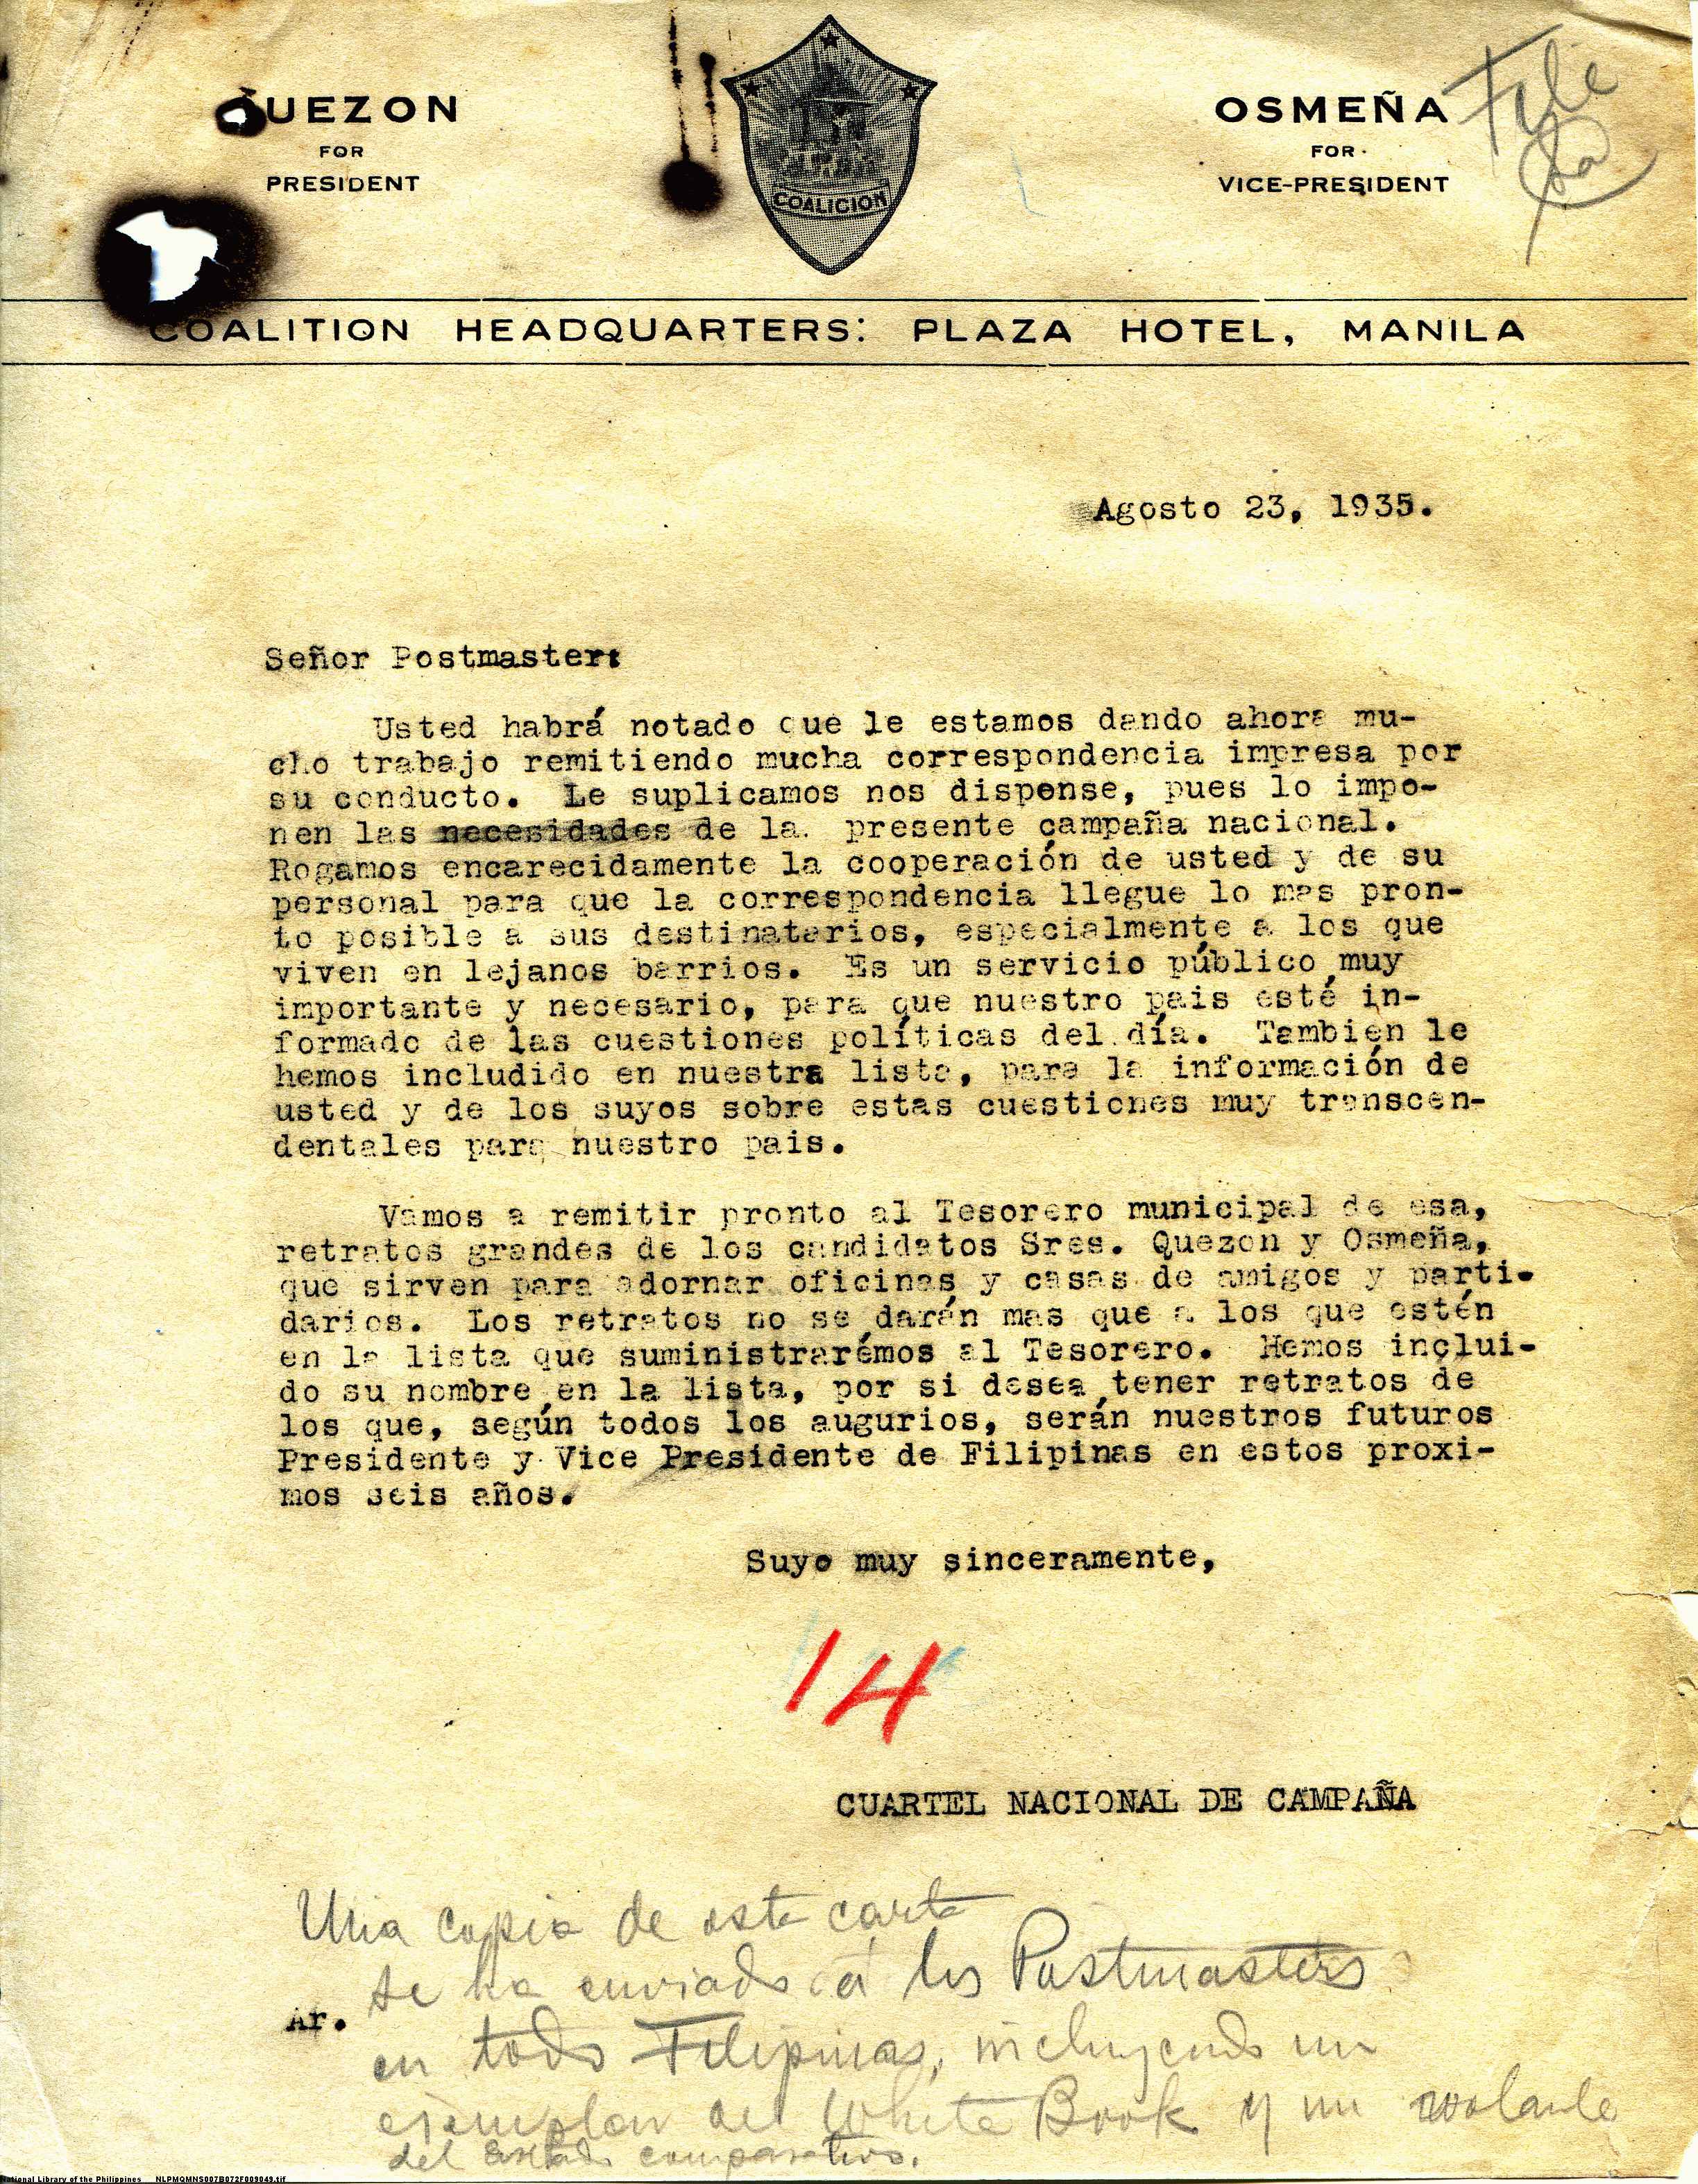 QUEZON
FOR
PRESIDENT
COALICION
OSMEÑA
FOR
VICE-PRESIDENT
File
COALITION HEADQUARTERS: PLAZA HOTEL, MANILA
Agosto 23, 1935.
Señor Postmaster:
Usted habrá notado que le estamos dando ahora mu-
cho trabajo remitiendo mucha correspondencia impresa por
su conducto. Le suplicamos nos dispense, pues lo impo-
nen las necesidades de la presente campaña nacional.
Rogamos encarecidamente la cooperación de usted y de su
personal para que la correspondencia llegue lo mas pron-
to posible a sus destinatarios, especialmente a los que
viven en lejanos barrios. Es un servicio público muy
importante y necesario, para que nuestro pais esté in-
formado de las cuestiones políticas del día. Tambien le
hemos includido en nuestra lista, para la información de
usted y de los suyos sobre estas cuestiones muy transcen-
dentales para nuestro pais.
Vamos a remitir pronto al Tesorero municipal de esa,
retratos grandes de los candidatos Sres. Quezon y Osmeña,
que sirven para adornar oficinas y casas de amigos y parti-
darios. Los retratos no se darán mas que a los que estén
en la lista que suministrarémos al Tesorero. Hemos inclui-
do su nombre en la lista, por si desea tener retratos de
los que, según todos los augurios, serán nuestros futuros
Presidente y Vice Presidente de Filipinas en estos proxi-
mos seis años.
Suyo muy sinceramente,
14
CUARTEL NACIONAL DE CAMPAÑA
Una copia de esta carta
se ha enviado a los Postmasters
Ar.
en todo Filipinas, incluyendo un
ejemplar del White Book y un volante
del Estado comparativo.
National Library of the Philippines NLPMQMNS007B072F009049.tif